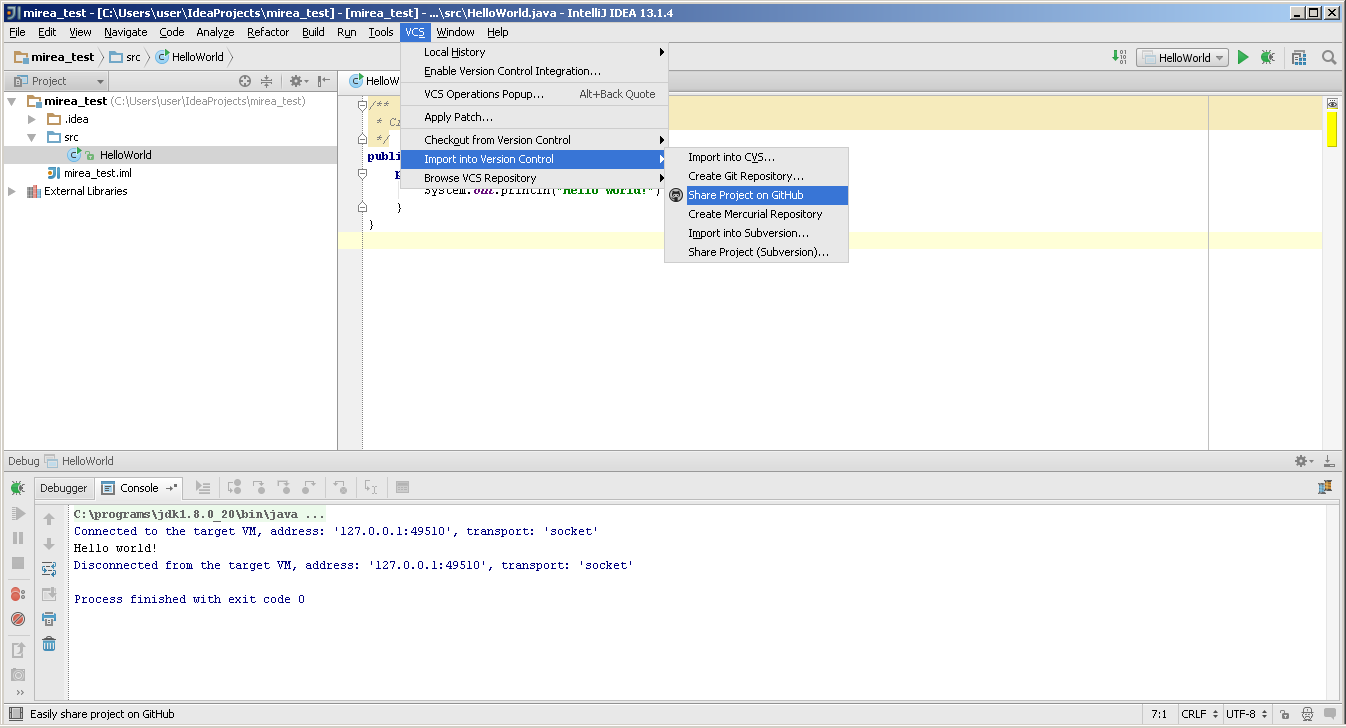 mirea_test - [C:\Users\user\IdeaProjects\mirea_test] - [mirea_test] - ...\src\HelloWorld.java - IntelliJ IDEA 13.1.4
File Edit View Navigate Code Analyze Refactor Build Run Tools VCS Window Help
mirea_test src HelloWorld
HelloWorld
Project
HelloW
mirea_test (C:\Users\user\IdeaProjects\mirea_test)
.idea
src
HelloWorld
mirea_test.iml
External Libraries
Local History
Enable Version Control Integration...
VCS Operations Popup... Alt+Back Quote
Apply Patch...
Checkout from Version Control
Import into Version Control
Browse VCS Repository
Import into CVS...
Create Git Repository...
Share Project on GitHub
Create Mercurial Repository
Import into Subversion...
Share Project (Subversion)...
/**
*
*/
publi
p
System.out.println("Hello world!")
}
}
Debug HelloWorld
Debugger Console
C:\programs\jdk1.8.0_20\bin\java ...
Connected to the target VM, address: '127.0.0.1:49510', transport: 'socket'
Hello world!
Disconnected from the target VM, address: '127.0.0.1:49510', transport: 'socket'
Process finished with exit code 0
Easily share project on GitHub
7:1 CRLF UTF-8